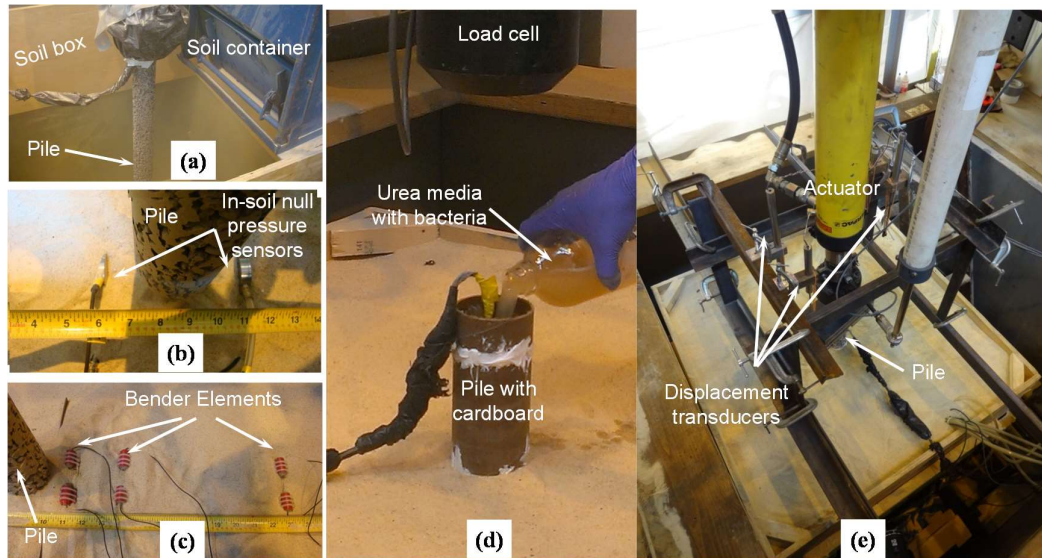 Soil box
Soil container
Pile
(a)
Pile
In-soil null
pressure
sensors
4 5 6 7 8 9 10 11 12 13 14
(b)
Bender Elements
Pile
(c)
Load cell
Urea media
with bacteria
Pile with
cardboard
(d)
Actuator
Displacement
transducers
Pile
(e)